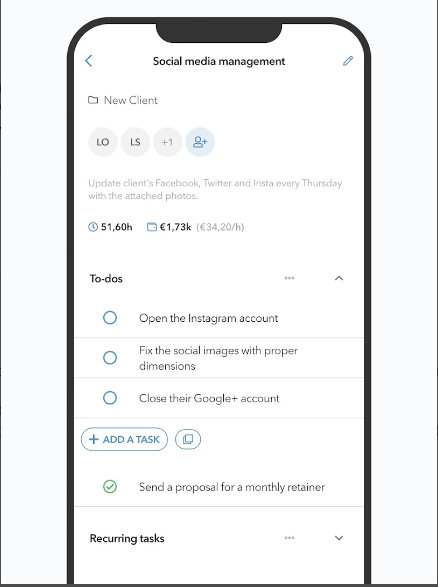 Social media management
New Client
LO LS +1
Update client's Facebook, Twitter and Insta every Thursday
with the attached photos.
51,60h €1,73k (€34,20/h)
To-dos
Open the Instagram account
Fix the social images with proper
dimensions
Close their Google+ account
+ ADD A TASK
Send a proposal for a monthly retainer
Recurring tasks